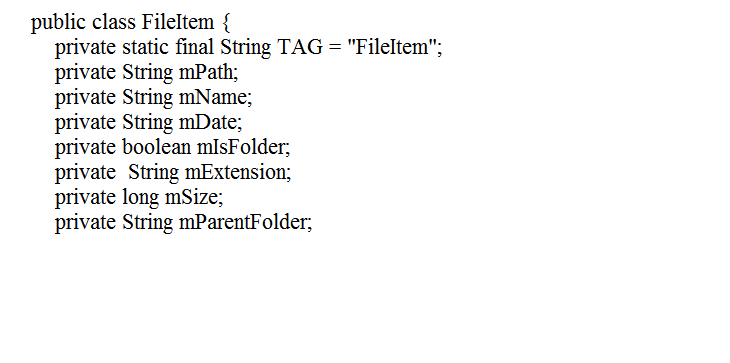 public class FileItem {
private static final String TAG = "FileItem";
private String mPath;
private String mName;
private String mDate;
private boolean mIsFolder;
private  String mExtension;
private long mSize;
private String mParentFolder;